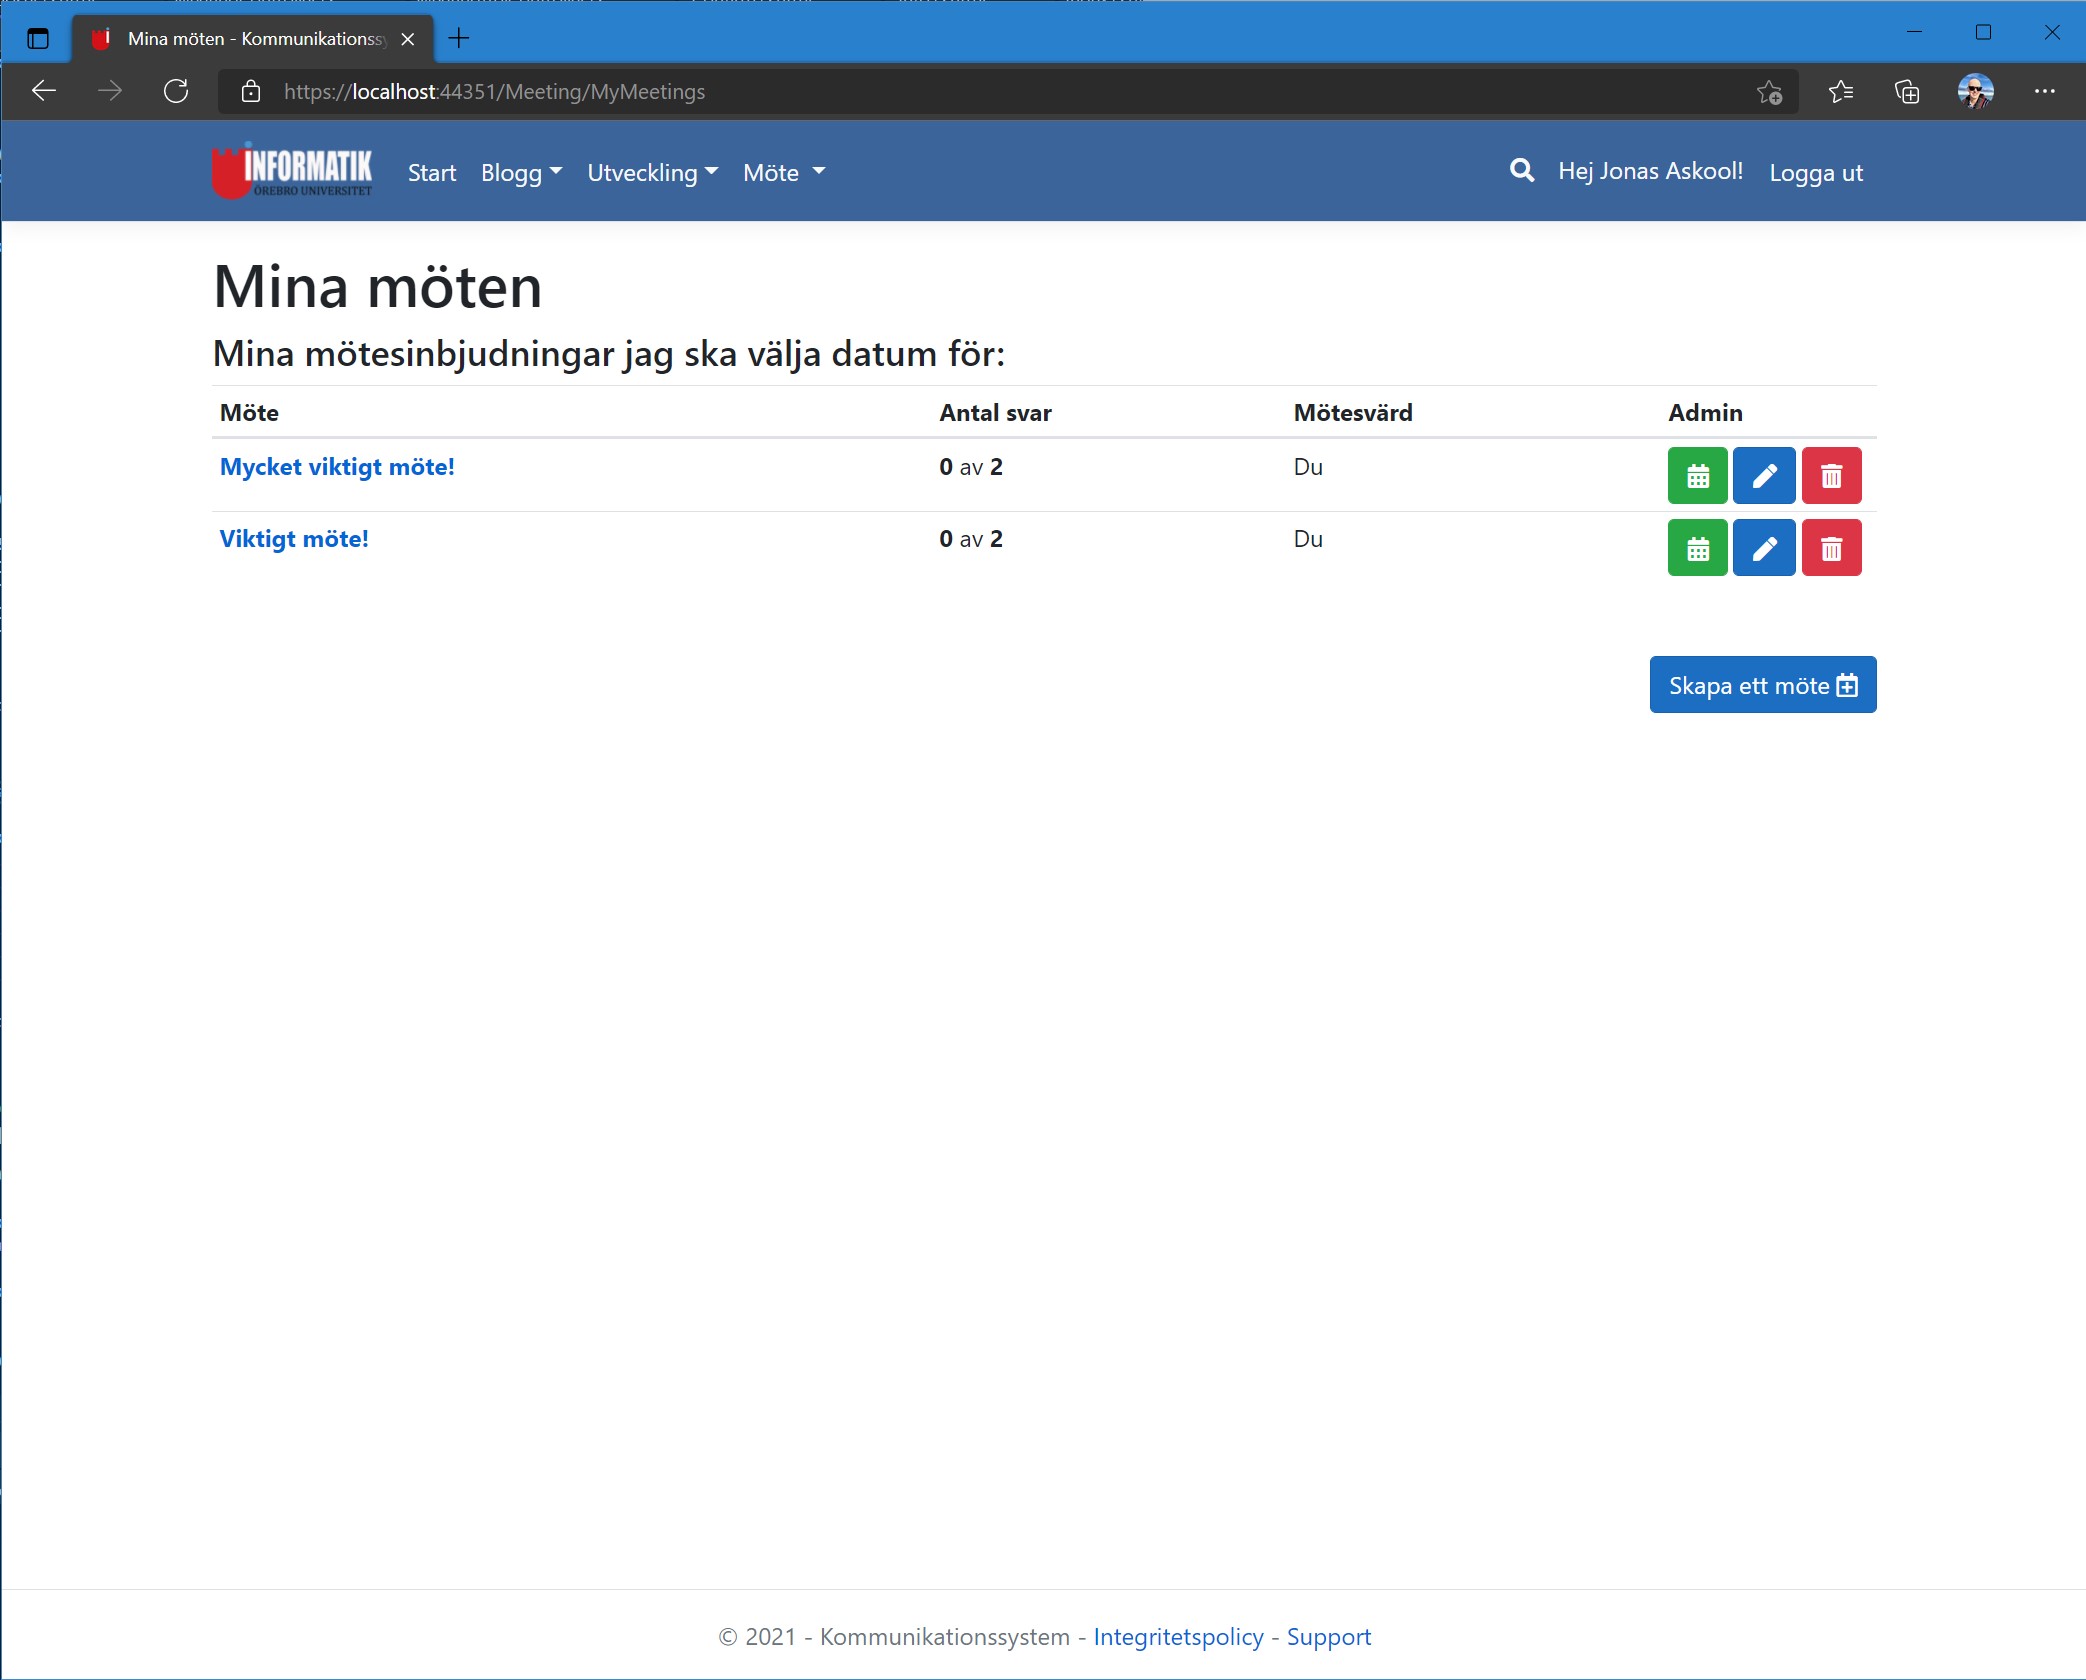 Mina möten - Kommunikationssy
https://localhost:44351/Meeting/MyMeetings
INFORMATIK
ÖREBRO UNIVERSITET
Start Blogg Utveckling Möte Hej Jonas Askool! Logga ut
Mina möten
Mina mötesinbjudningar jag ska välja datum för:
Möte Antal svar Mötesvärd Admin
Mycket viktigt möte! 0 av 2 Du
Viktigt möte! 0 av 2 Du
Skapa ett möte
© 2021 - Kommunikationssystem - Integritetspolicy - Support